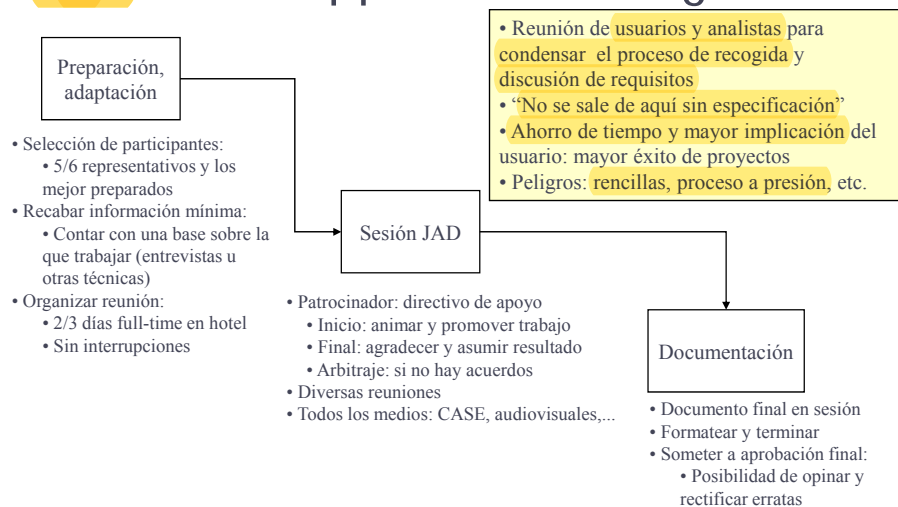 • Reunión de usuarios y analistas para
condensar el proceso de recogida y
discusión de requisitos
• “No se sale de aquí sin especificación”
• Ahorro de tiempo y mayor implicación del
usuario: mayor éxito de proyectos
• Peligros: rencillas, proceso a presión, etc.
Preparación,
adaptación
• Selección de participantes:
• 5/6 representativos y los
mejor preparados
• Recabar información mínima:
• Contar con una base sobre la
que trabajar (entrevistas u
otras técnicas)
• Organizar reunión:
• 2/3 días full-time en hotel
• Sin interrupciones
Sesión JAD
• Patrocinador: directivo de apoyo
• Inicio: animar y promover trabajo
• Final: agradecer y asumir resultado
• Arbitraje: si no hay acuerdos
• Diversas reuniones
• Todos los medios: CASE, audiovisuales,...
Documentación
• Documento final en sesión
• Formatear y terminar
• Someter a aprobación final:
• Posibilidad de opinar y
rectificar erratas